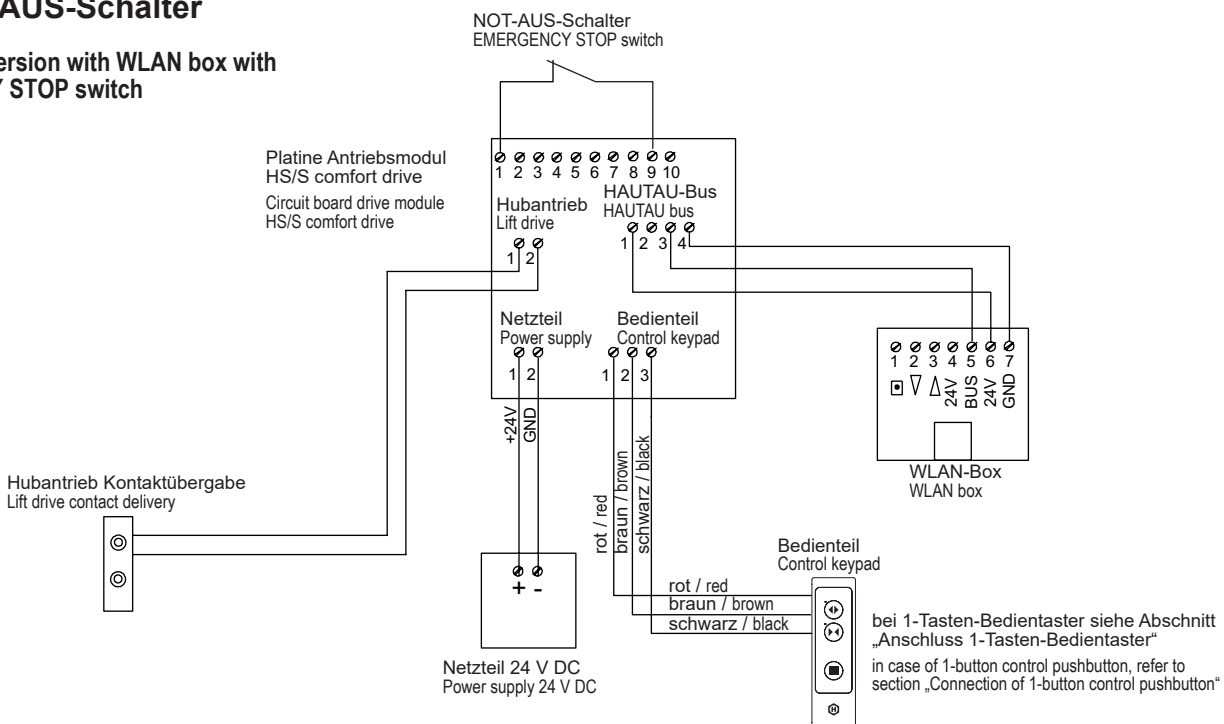 AUS-Schalter
ersion with WLAN box with
Y STOP switch
NOT-AUS-Schalter
EMERGENCY STOP switch
Platine Antriebsmodul
HS/S comfort drive
Circuit board drive module
HS/S comfort drive
1 2 3 4 5 6 7 8 9 10
Hubantrieb
Lift drive
1 2
HAUTAU-Bus
HAUTAU bus
1 2 3 4
Netzteil
Power supply
1 2
Bedienteil
Control keypad
1 2 3
+24V
GND
rot / red
braun / brown
schwarz / black
1 2 3 4 5 6 7
24V
BUS
24V
GND
WLAN-Box
WLAN box
Hubantrieb Kontaktübergabe
Lift drive contact delivery
+ -
Netzteil 24 V DC
Power supply 24 V DC
Bedienteil
Control keypad
rot / red
braun / brown
schwarz / black
H
bei 1-Tasten-Bedientaster siehe Abschnitt
„Anschluss 1-Tasten-Bedientaster“
in case of 1-button control pushbutton, refer to
section „Connection of 1-button control pushbutton“